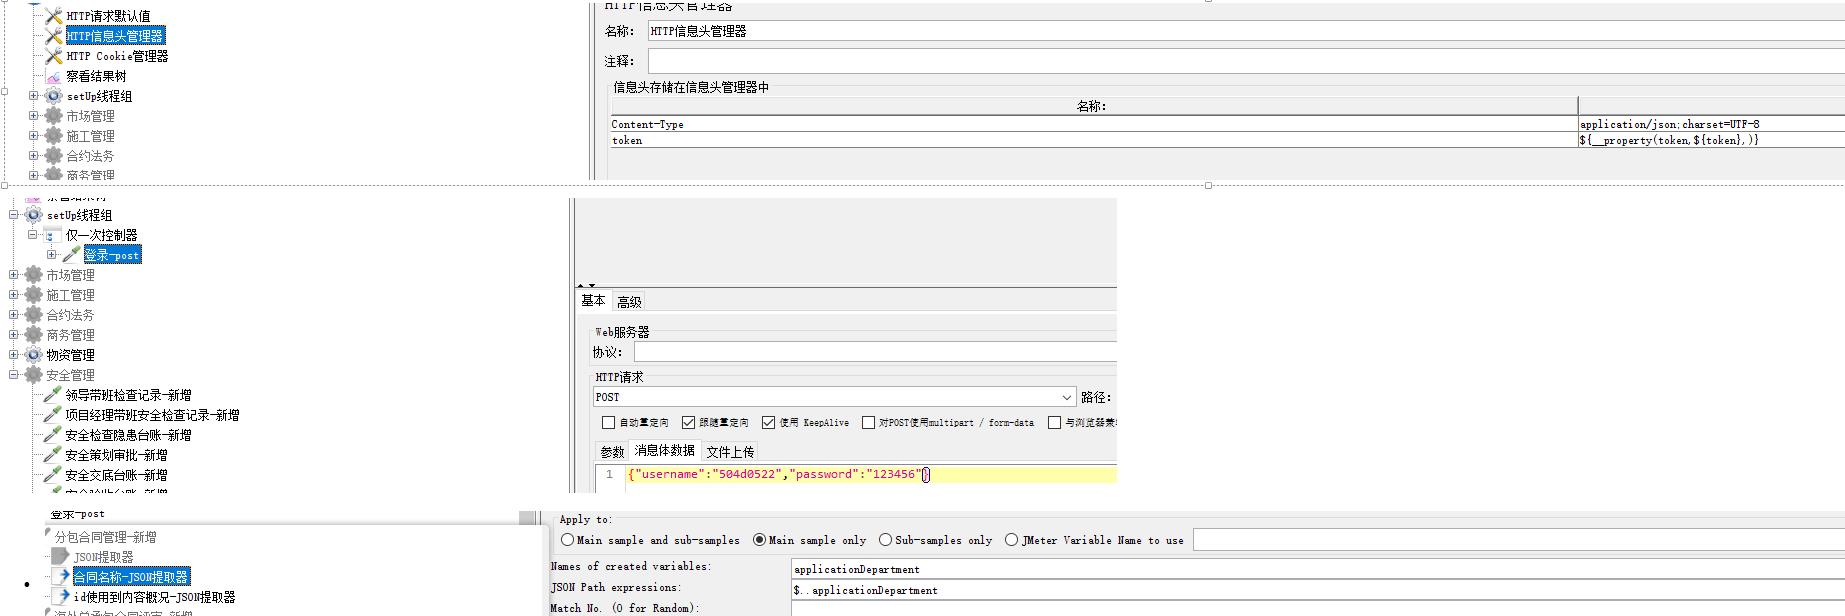 HTTP请求默认值
HTTP信息头管理器
HTTP Cookie管理器
察看结果树
setUp线程组
市场管理
施工管理
合约法务
商务管理
HTTP信息头管理器
名称: HTTP信息头管理器
注释:
信息头存储在信息头管理器中
名称:
Content-Type application/json;charset=UTF-8
token ${__property(token,${token},)}
察看结果树
setUp线程组
仅一次控制器
登录-post
市场管理
施工管理
合约法务
商务管理
物资管理
安全管理
领导带班检查记录-新增
项目经理带班安全检查记录-新增
安全检查隐患台账-新增
安全策划审批-新增
安全交底台账-新增
安全验收台账-新增
基本 高级
Web服务器
协议:
HTTP请求
POST 路径:
自动重定向 跟随重定向 使用 KeepAlive 对POST使用multipart / form-data 与浏览器兼
参数 消息体数据 文件上传
1 {"username":"504d0522","password":"123456"}
登录-post
分包合同管理-新增
JSON提取器
合同名称-JSON提取器
id使用到内容概况-JSON提取器
Apply to:
Main sample and sub-samples Main sample only Sub-samples only JMeter Variable Name to use
Names of created variables: applicationDepartment
JSON Path expressions: $..applicationDepartment
Match No. (0 for Random):